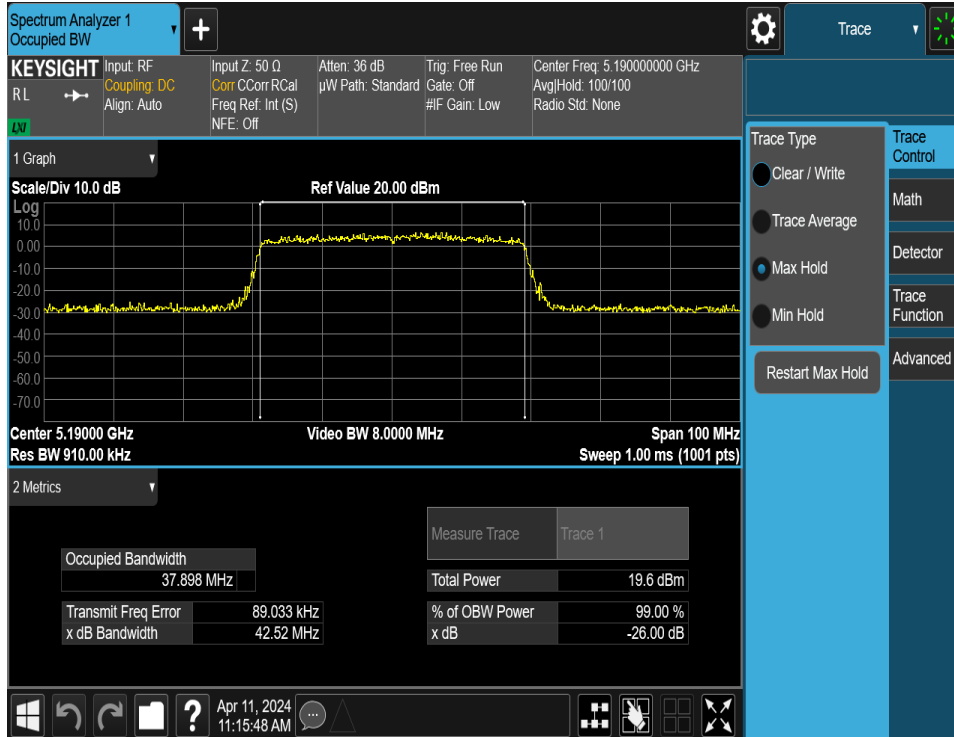 Spectrum Analyzer 1
Occupied BW
+
Trace
KEYSIGHT
R L
LXI
Input: RF
Coupling: DC
Align: Auto
Input Z: 50 Ω
Corr CCorr RCal
Freq Ref: Int (S)
NFE: Off
Atten: 36 dB
µW Path: Standard
Trig: Free Run
Gate: Off
#IF Gain: Low
Center Freq: 5.190000000 GHz
Avg|Hold: 100/100
Radio Std: None
1 Graph
Scale/Div 10.0 dB
Ref Value 20.00 dBm
Log
10.0
0.00
-10.0
-20.0
-30.0
-40.0
-50.0
-60.0
-70.0
Center 5.19000 GHz
Video BW 8.0000 MHz
Span 100 MHz
Res BW 910.00 kHz
Sweep 1.00 ms (1001 pts)
2 Metrics
Measure Trace
Trace 1
Occupied Bandwidth
37.898 MHz
Total Power
19.6 dBm
Transmit Freq Error
89.033 kHz
% of OBW Power
99.00 %
x dB Bandwidth
42.52 MHz
x dB
-26.00 dB
Trace Type
Clear / Write
Trace Average
Max Hold
Min Hold
Restart Max Hold
Trace
Control
Math
Detector
Trace
Function
Advanced
?
Apr 11, 2024
11:15:48 AM